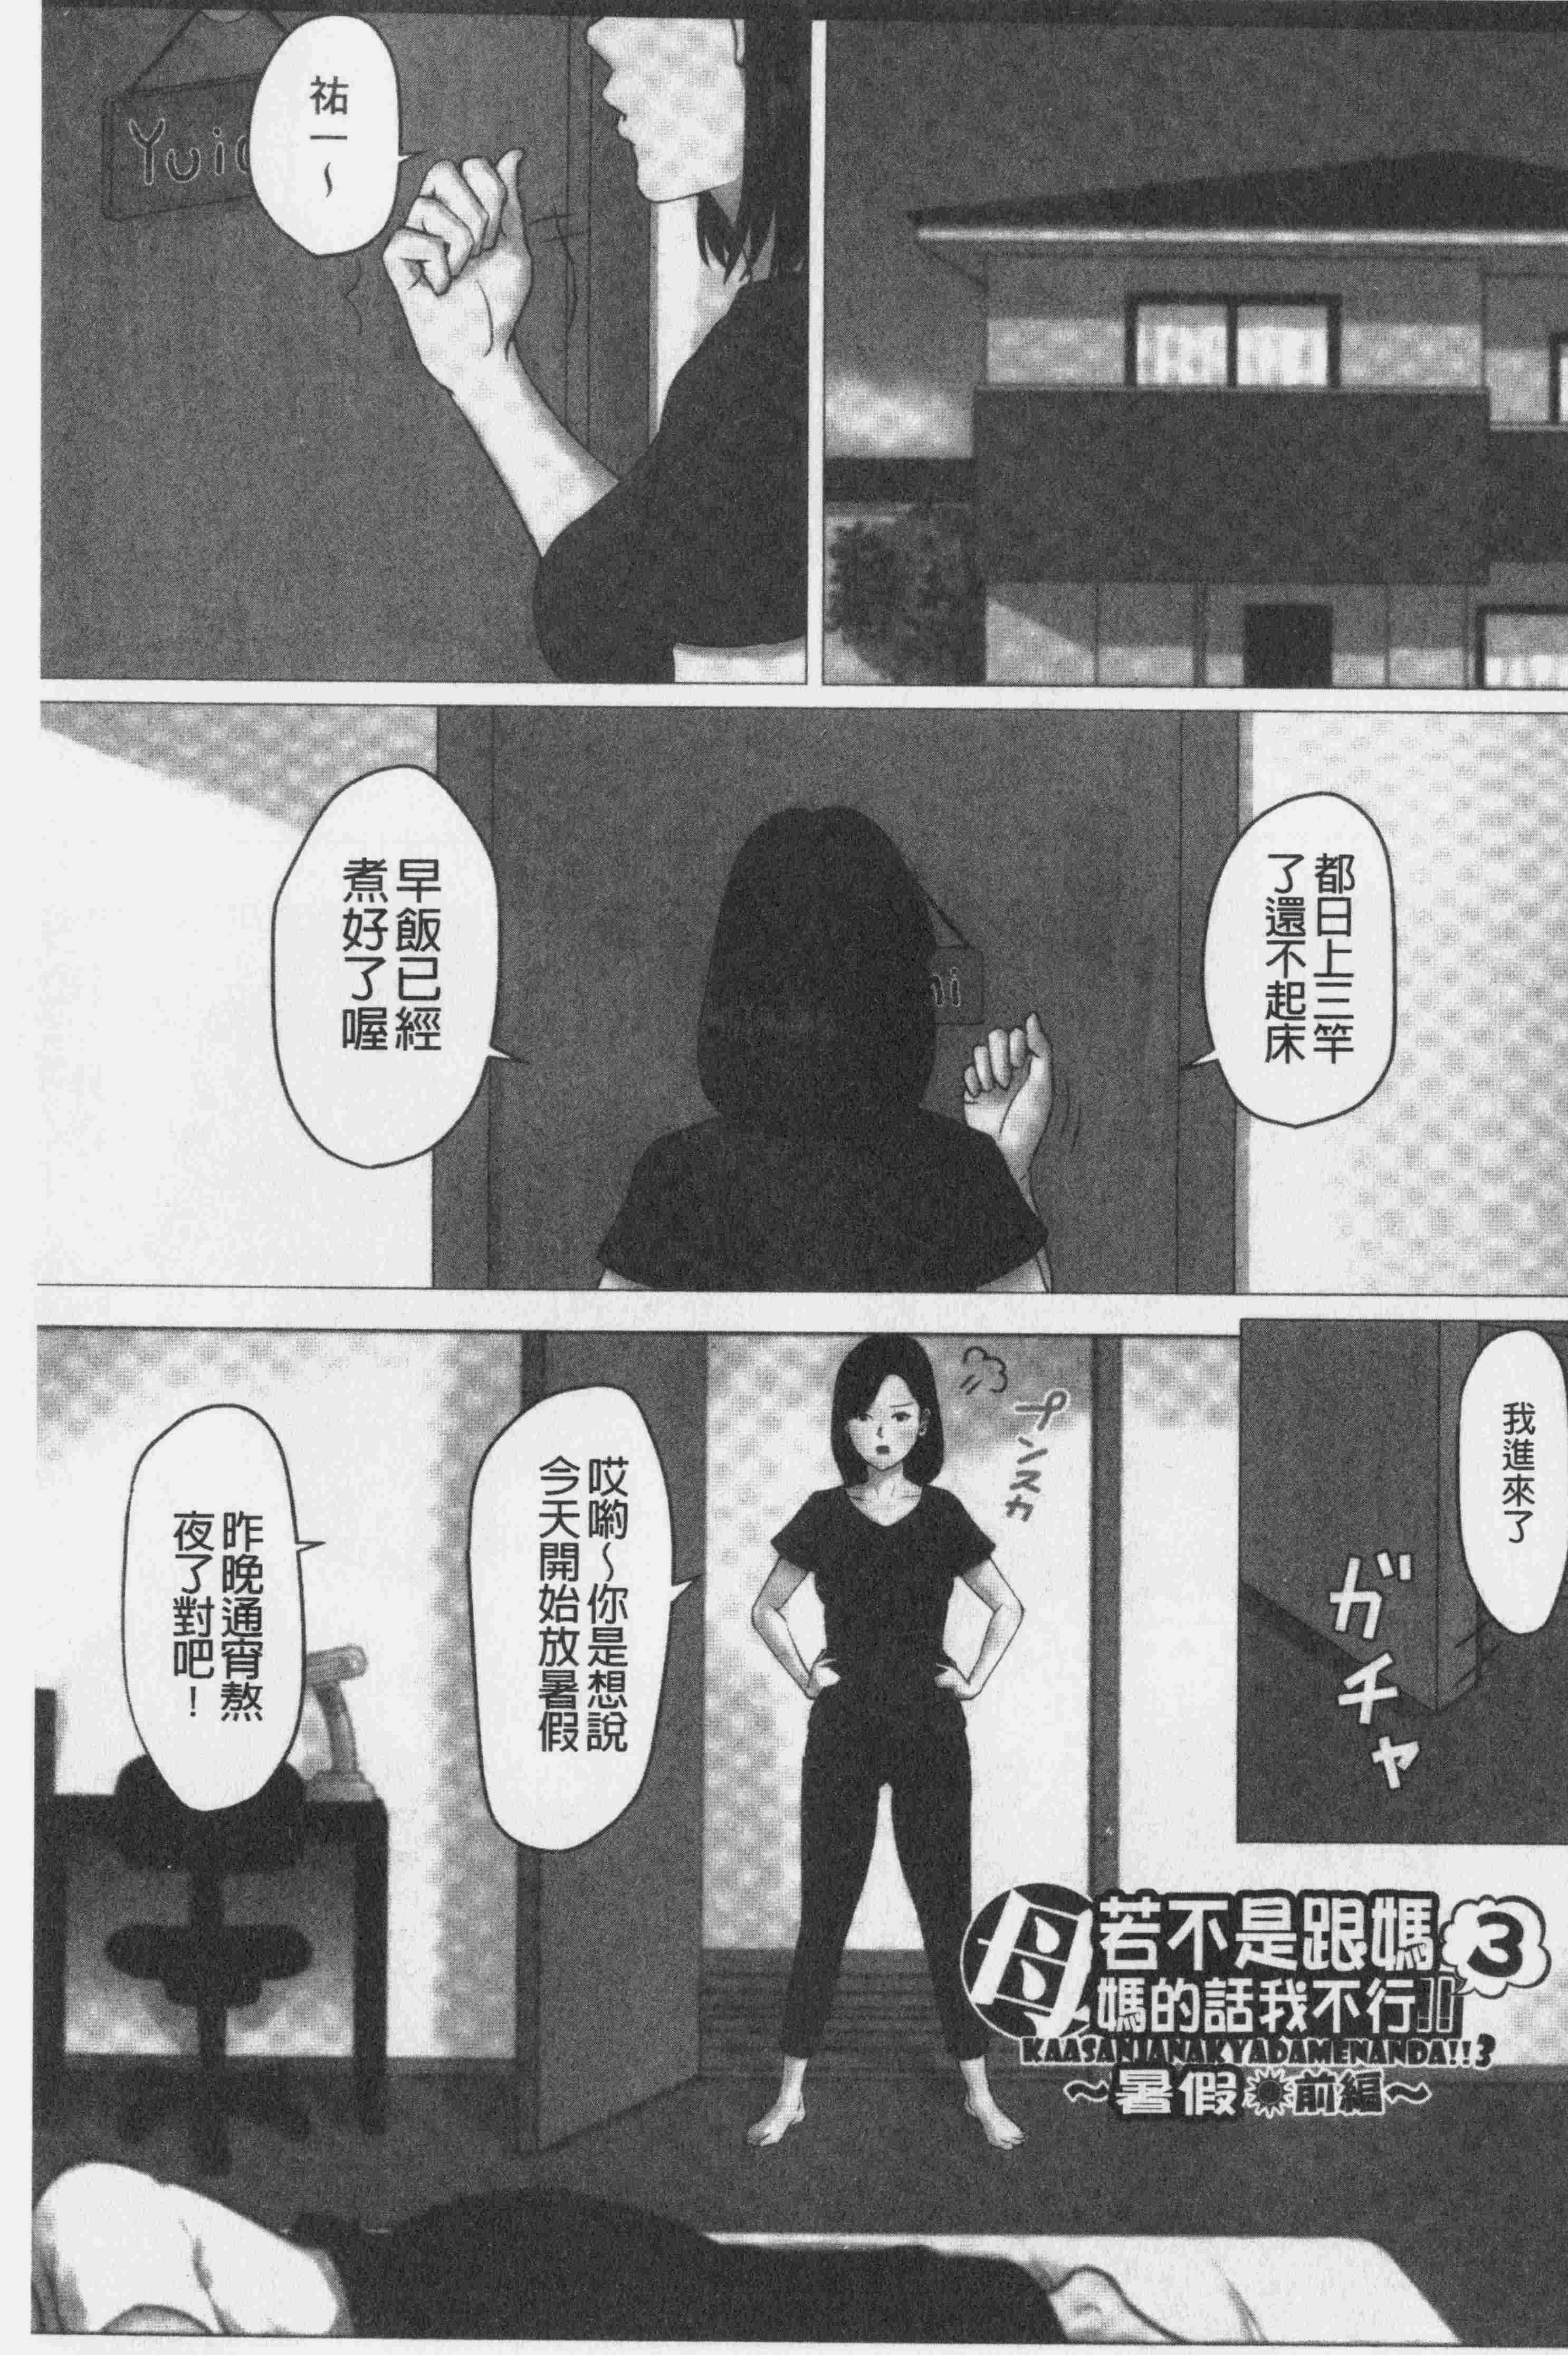 祐一～
Yui
都日上三竿
了還不起床
ni
早飯已經
煮好了喔
我進來了
ガチャ
プンスカ
哎喲～你是想說
今天開始放暑假
昨晚通宵熬
夜了對吧！
母
若不是跟媽
媽的話我不行!!
3
KAASANJANAKYADAMENANDA!!3
～暑假 前編～